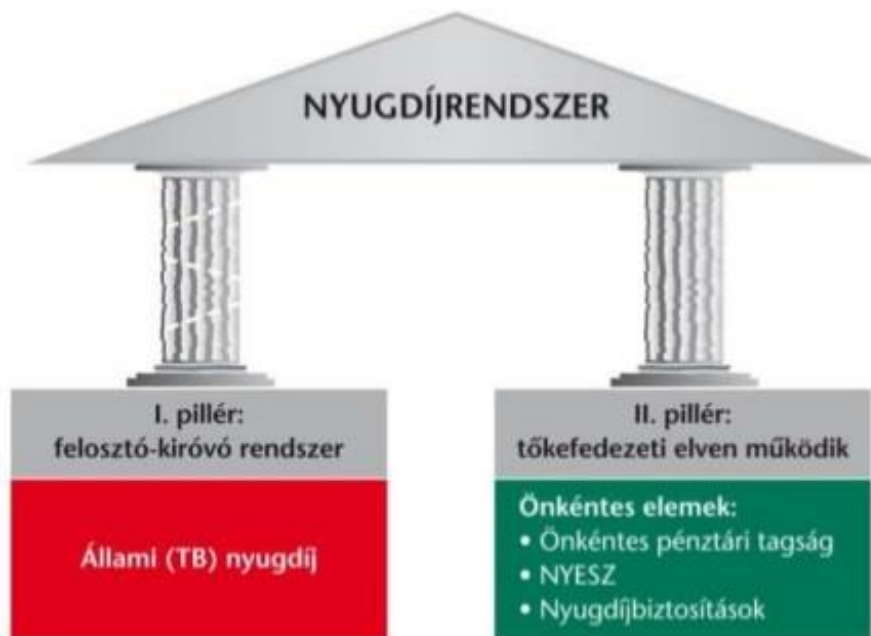 NYUGDÍJRENDSZER
I. pillér:
felosztó-kiróvó rendszer
Állami (TB) nyugdíj
II. pillér:
tőkefedezeti elven működik
Önkéntes elemek:
• Önkéntes pénztári tagság
• NYESZ
• Nyugdíjbiztosítások